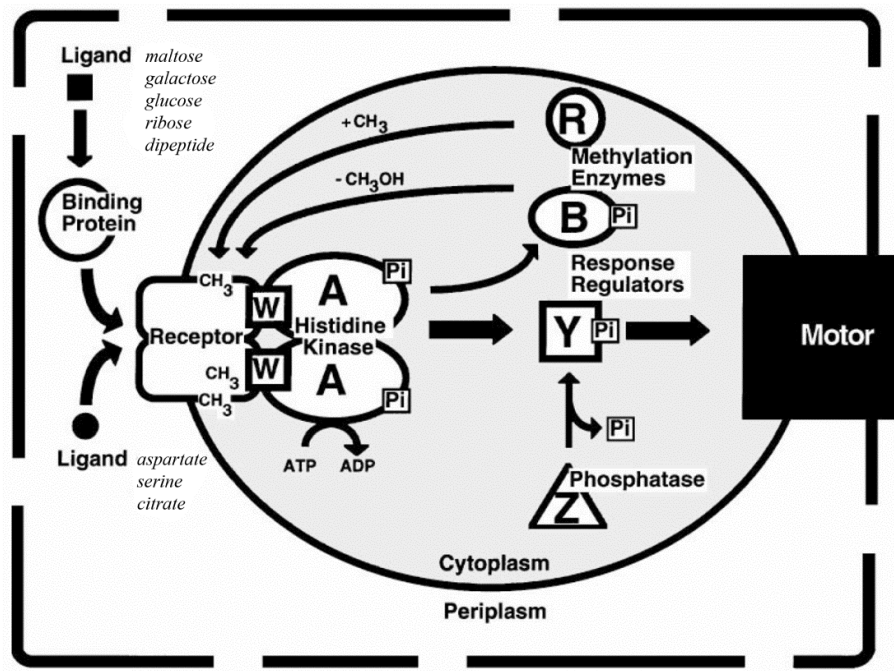 Ligand
maltose
galactose
glucose
ribose
dipeptide
Binding
Protein
+CH3
- CH3OH
R
Methylation
Enzymes
B
Pi
Response
Regulators
CH3
W
A
Pi
Receptor
Histidine
Kinase
Y
Pi
Motor
CH3
CH3
W
A
Pi
ATP
ADP
Pi
Ligand
aspartate
serine
citrate
Phosphatase
Z
Cytoplasm
Periplasm